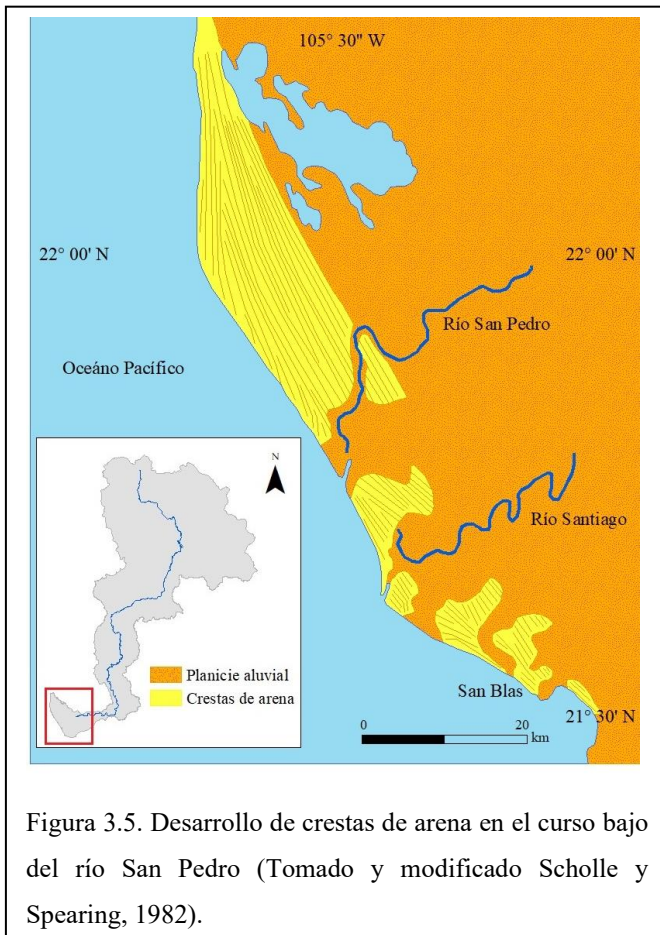 105° 30" W
22° 00' N
22° 00' N
Río San Pedro
Oceáno Pacífico
N
Río Santiago
Planicie aluvial
Crestas de arena
San Blas
21° 30' N
0 20
km
Figura 3.5. Desarrollo de crestas de arena en el curso bajo
del río San Pedro (Tomado y modificado Scholle y
Spearing, 1982).